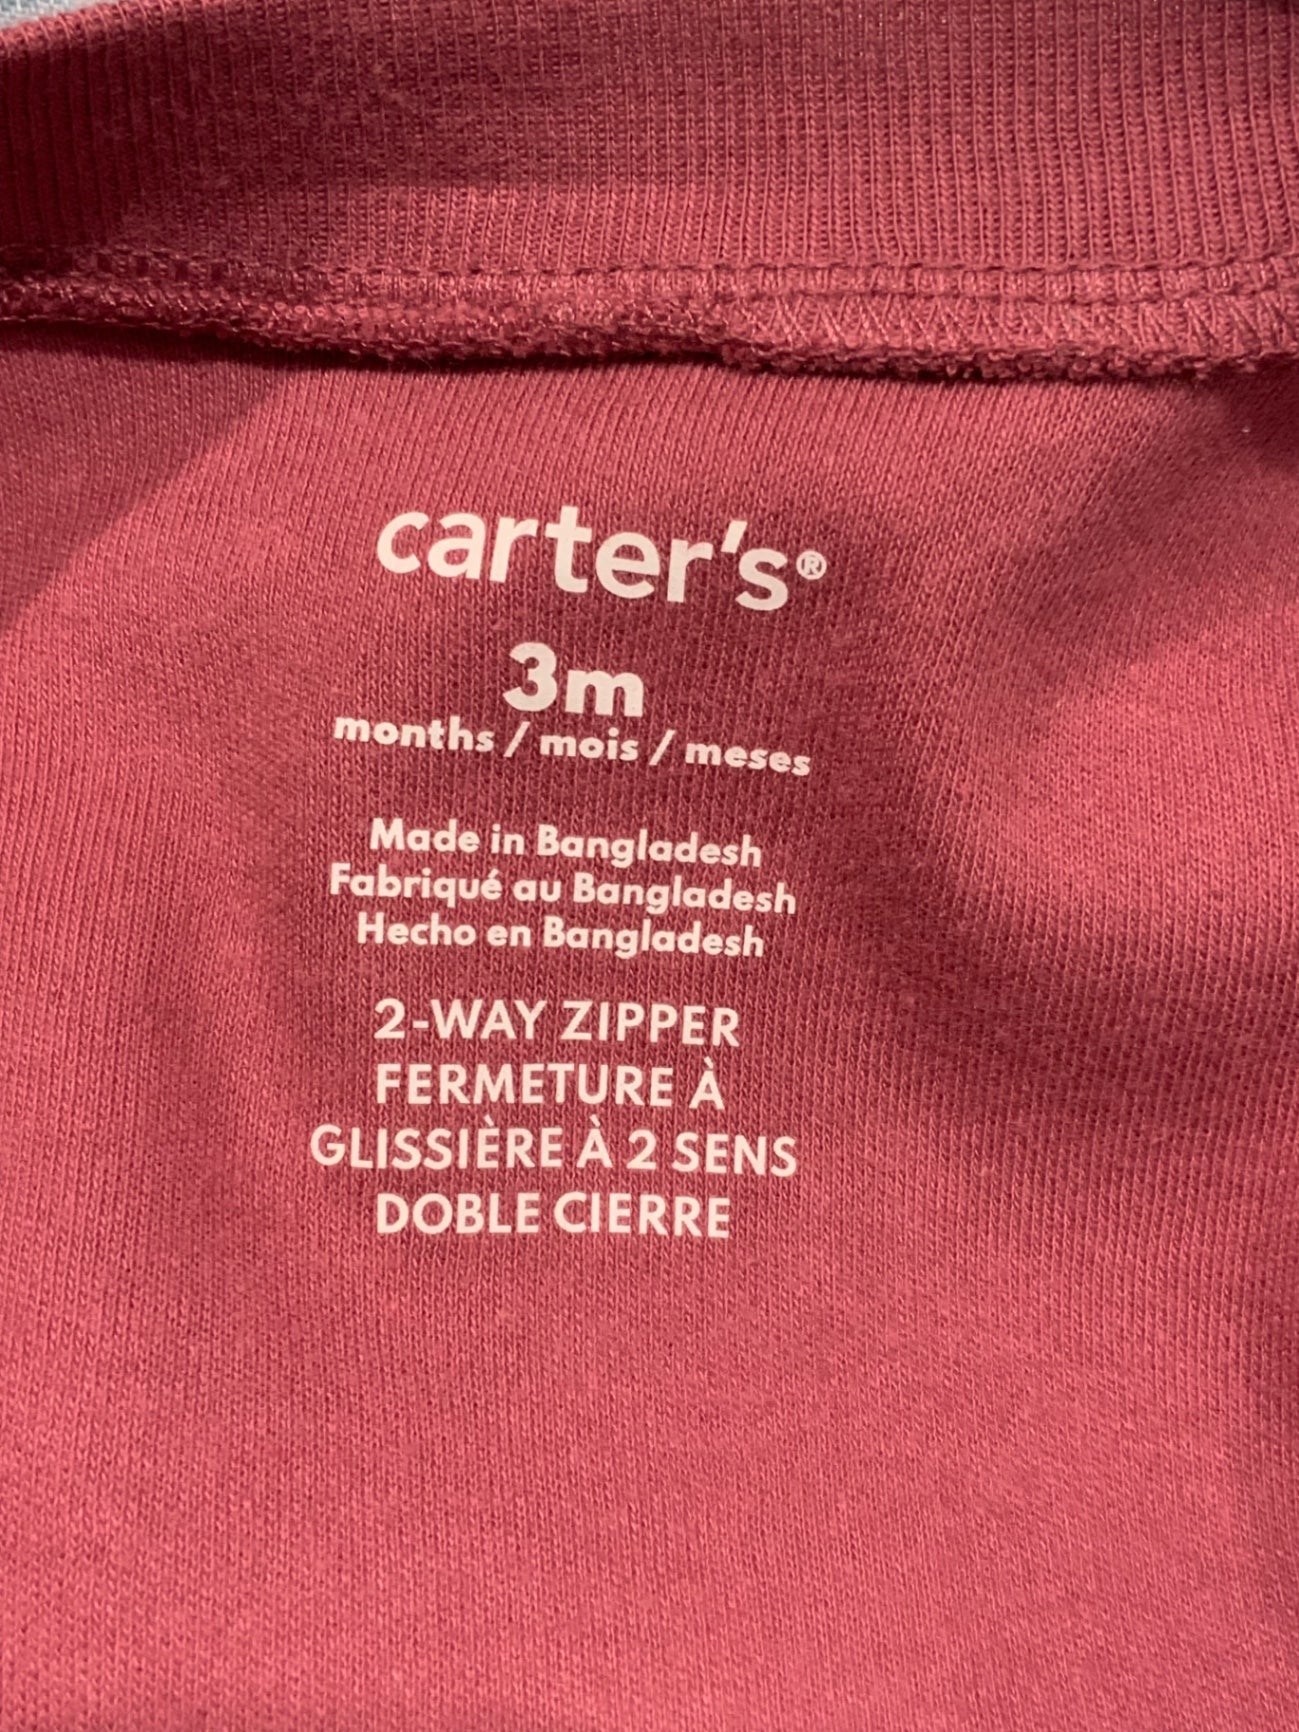 carter's®
3m
months / mois / meses
Made in Bangladesh
Fabriqué au Bangladesh
Hecho en Bangladesh
2-WAY ZIPPER
FERMETURE À
GLISSIÈRE À 2 SENS
DOBLE CIERRE